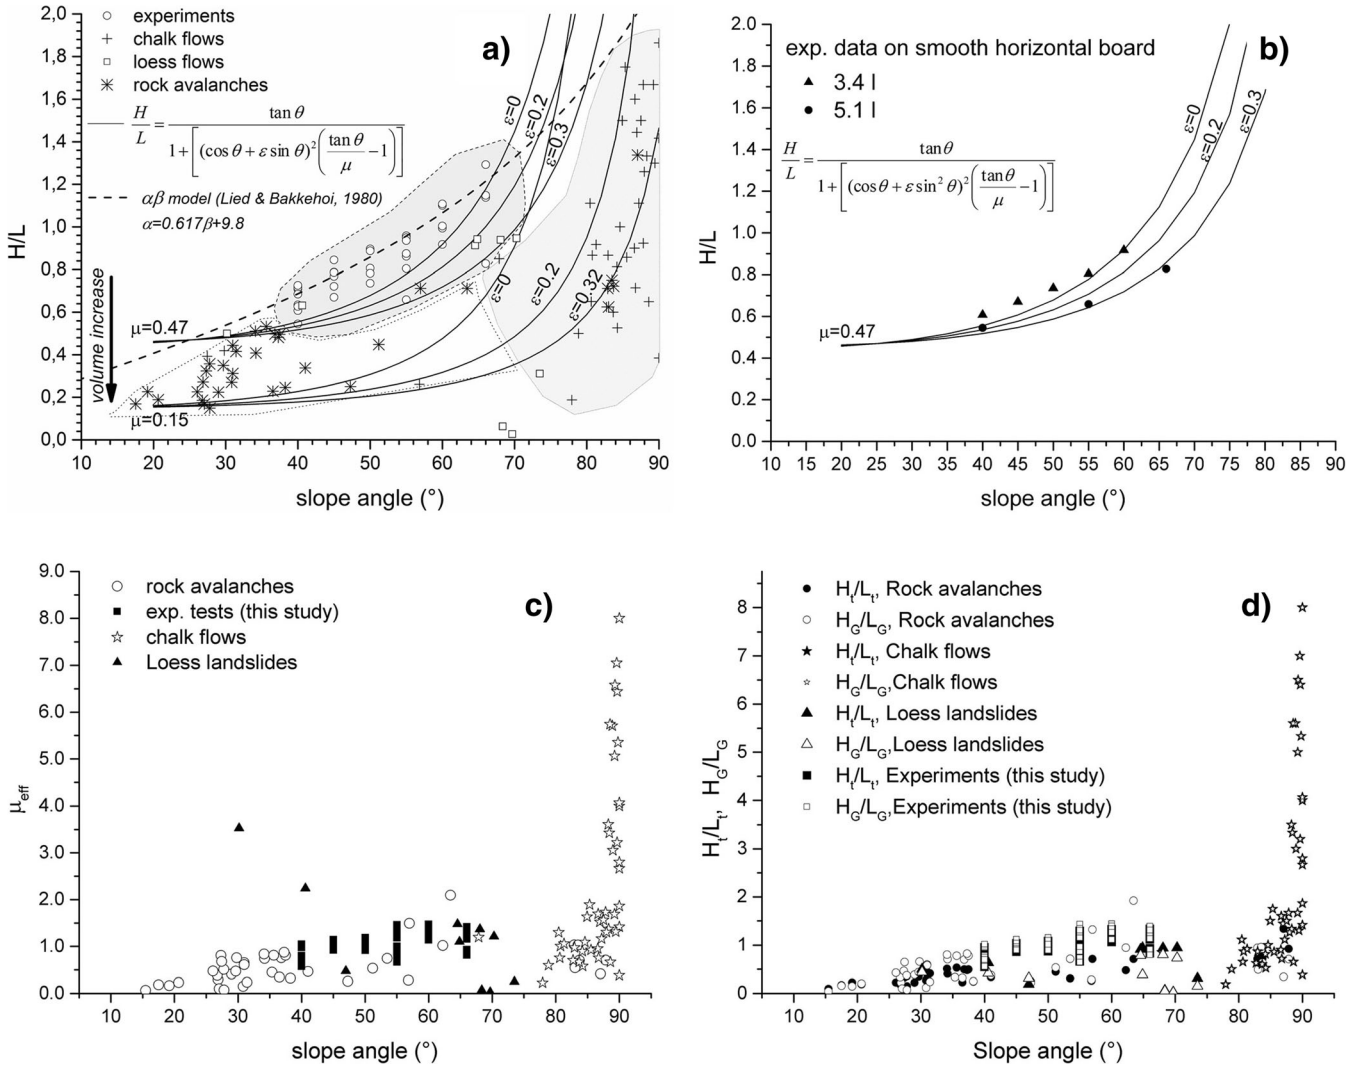 a)
experiments
chalk flows
loess flows
rock avalanches
H/L = tan θ / 1+[(cos θ + ε sin θ)² (tan θ/μ −1)]
αβ model (Lied & Bakkehoi, 1980)
α=0.617β+9.8
ε=0
ε=0.2
ε=0.3
ε=0
ε=0.2
ε=0.32
volume increase
μ=0.47
μ=0.15
H/L
2,0
1,8
1,6
1,4
1,2
1,0
0,8
0,6
0,4
0,2
0,0
10 20 30 40 50 60 70 80 90
slope angle (°)
b)
exp. data on smooth horizontal board
3.4 l
5.1 l
H/L = tan θ / 1+[(cos θ + ε sin² θ)² (tan θ/μ −1)]
ε=0
ε=0.2
ε=0.3
μ=0.47
H/L
2.0
1.8
1.6
1.4
1.2
1.0
0.8
0.6
0.4
0.2
0.0
10 15 20 25 30 35 40 45 50 55 60 65 70 75 80 85 90
slope angle (°)
c)
rock avalanches
exp. tests (this study)
chalk flows
Loess landslides
μeff
9.0
8.0
7.0
6.0
5.0
4.0
3.0
2.0
1.0
0.0
10 20 30 40 50 60 70 80 90
slope angle (°)
d)
Ht/Lt, Rock avalanches
HG/LG, Rock avalanches
Ht/Lt, Chalk flows
HG/LG,Chalk flows
Ht/Lt, Loess landslides
HG/LG,Loess landslides
Ht/Lt, Experiments (this study)
HG/LG,Experiments (this study)
Ht/Lt, HG/LG
8
7
6
5
4
3
2
1
0
10 20 30 40 50 60 70 80 90
Slope angle (°)